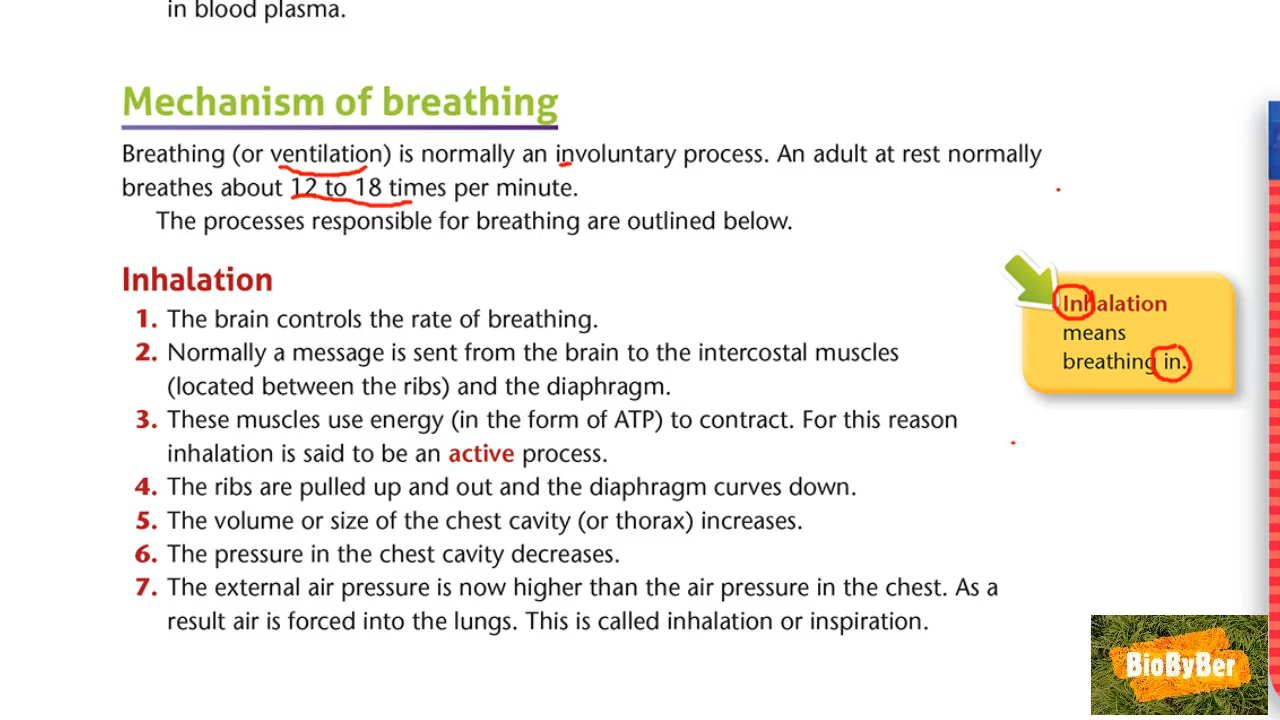 in blood plasma.
Mechanism of breathing
Breathing (or ventilation) is normally an involuntary process. An adult at rest normally
breathes about 12 to 18 times per minute.
The processes responsible for breathing are outlined below.
Inhalation
1. The brain controls the rate of breathing.
2. Normally a message is sent from the brain to the intercostal muscles
(located between the ribs) and the diaphragm.
3. These muscles use energy (in the form of ATP) to contract. For this reason
inhalation is said to be an active process.
4. The ribs are pulled up and out and the diaphragm curves down.
5. The volume or size of the chest cavity (or thorax) increases.
6. The pressure in the chest cavity decreases.
7. The external air pressure is now higher than the air pressure in the chest. As a
result air is forced into the lungs. This is called inhalation or inspiration.
Inhalation
means
breathing in.
BioByBer